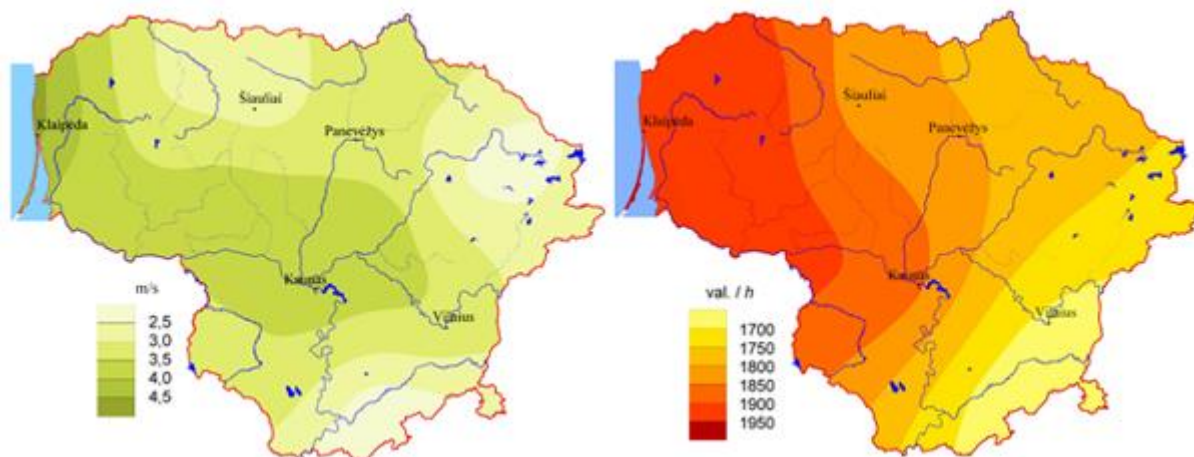 Šiauliai
Klaipėda
Panevėžys
Kaunas
Vilnius
m/s
2,5
3,0
3,5
4,0
4,5
Šiauliai
Klaipėda
Panevėžys
Kaunas
Vilnius
val. / h
1700
1750
1800
1850
1900
1950